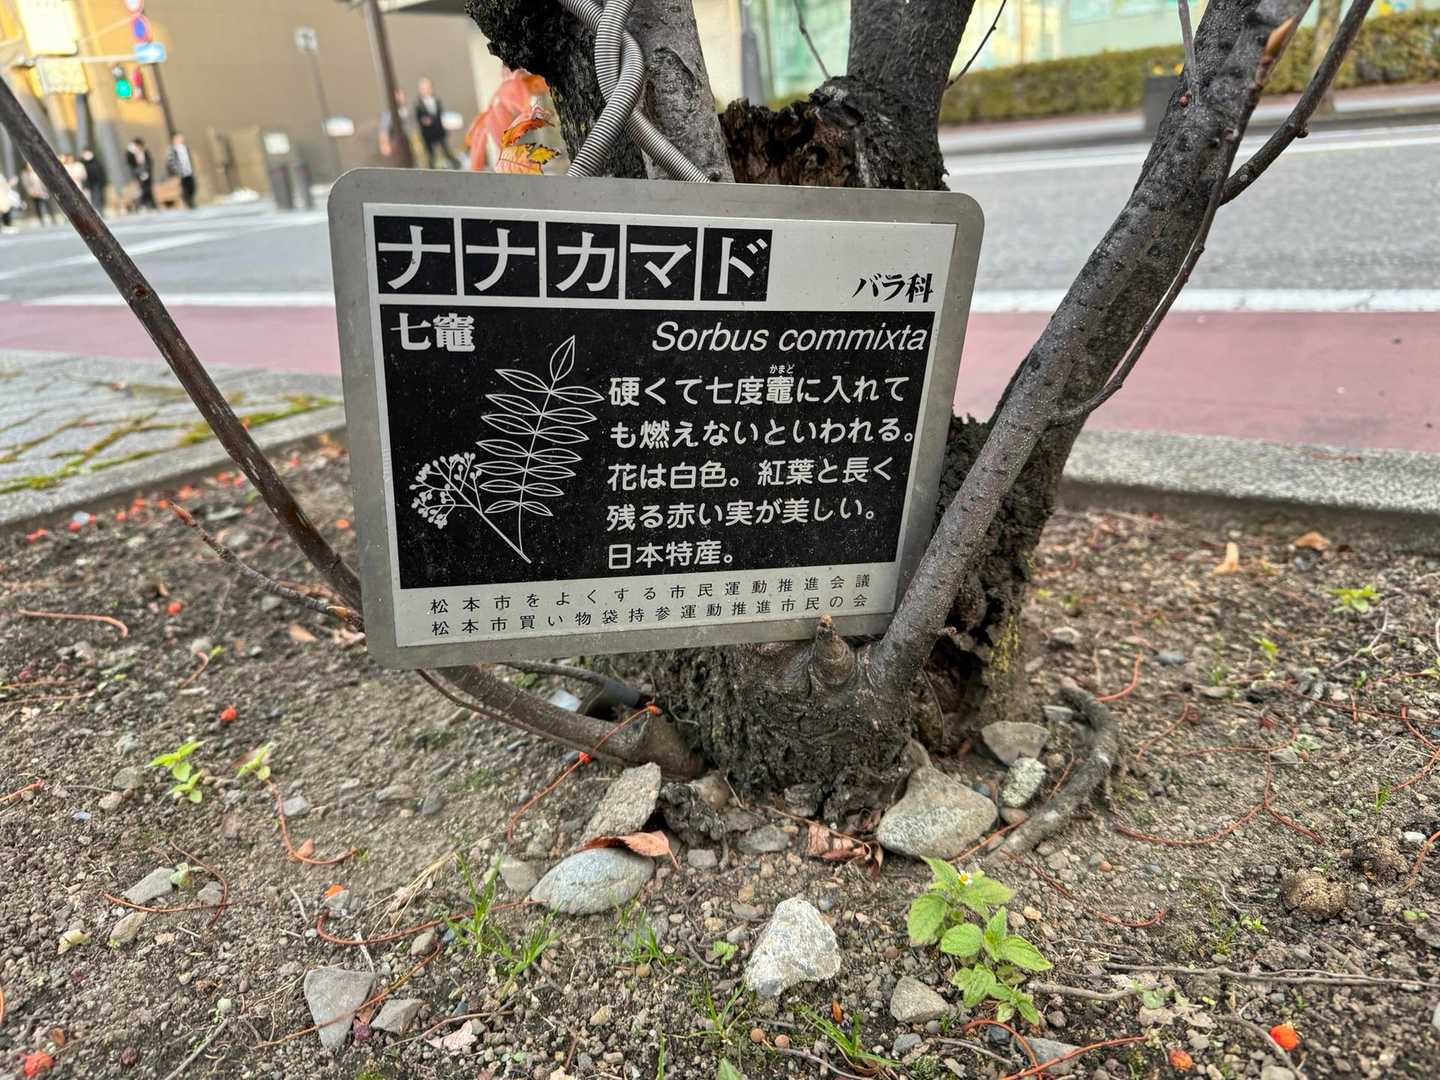 ナナカマド
バラ科
七竈
Sorbus commixta
かまど
硬くて七度竈に入れて
も燃えないといわれる。
花は白色。紅葉と長く
残る赤い実が美しい。
日本特産。
松本市をよくする市民運動推進会議
松本市買い物袋持参運動推進市民の会